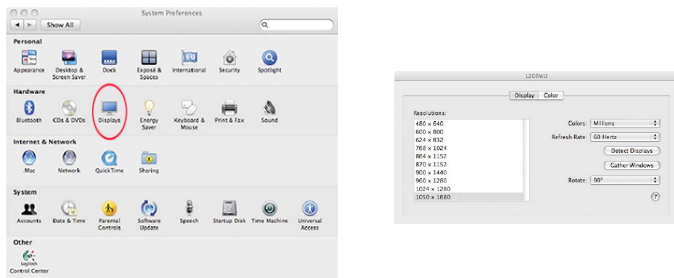 System Preferences
Show All
Personal
Appearance
Desktop &
Screen Saver
Dock
Exposé &
Spaces
International
Security
Spotlight
Hardware
Bluetooth
CDs & DVDs
Displays
Energy
Saver
Keyboard &
Mouse
Print & Fax
Sound
Internet & Network
.Mac
Network
QuickTime
Sharing
System
Accounts
Date & Time
Parental
Controls
Software
Update
Speech
Startup Disk
Time Machine
Universal
Access
Other
Logitech
Control Center
Display
Color
Resolutions:
480 x 640
600 x 800
624 x 832
768 x 1024
864 x 1152
870 x 1152
900 x 1440
960 x 1280
1024 x 1280
1050 x 1680
Colors:
Millions
Refresh Rate:
60 Hertz
Detect Displays
Gather Windows
Rotate:
90°
?